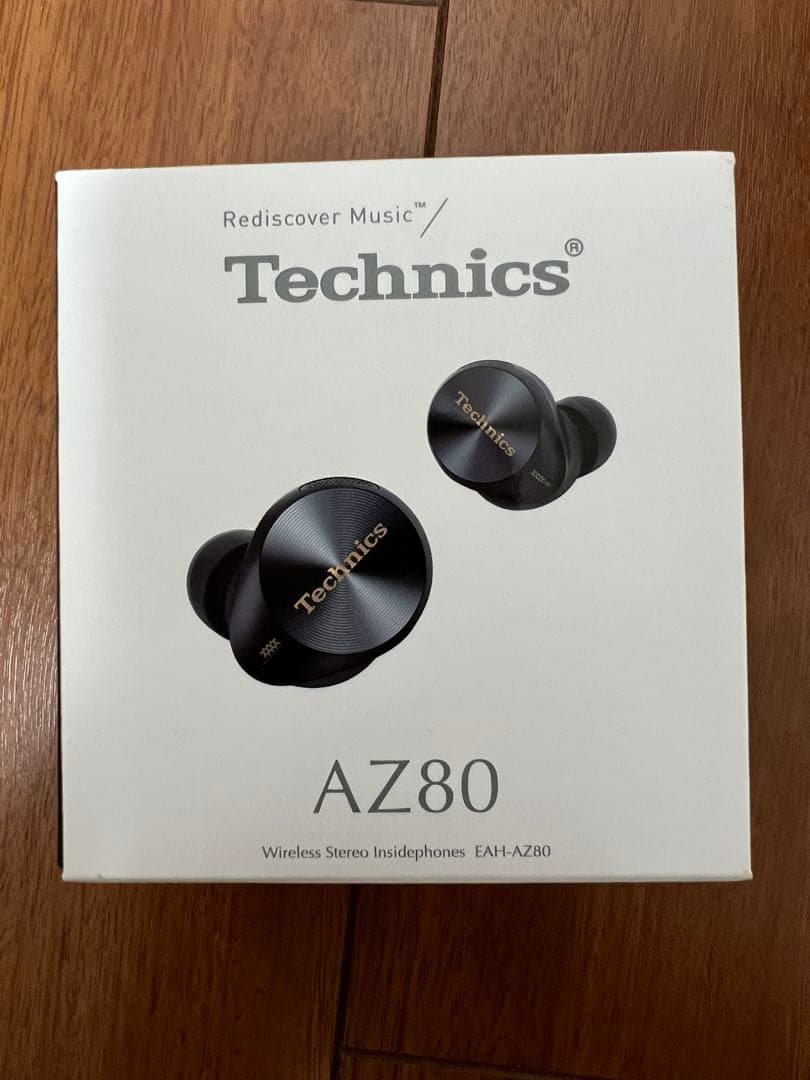 Rediscover Music™/
Technics®
Technics
Technics
AZ80
Wireless Stereo Insidephones EAH-AZ80